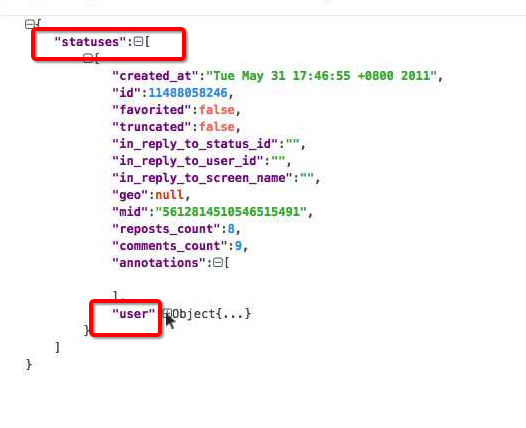 {
"statuses":[
{
"created_at":"Tue May 31 17:46:55 +0800 2011",
"id":11488058246,
"favorited":false,
"truncated":false,
"in_reply_to_status_id":"",
"in_reply_to_user_id":"",
"in_reply_to_screen_name":"",
"geo":null,
"mid":"5612814510546515491",
"reposts_count":8,
"comments_count":9,
"annotations":[
],
"user":Object{...}
}
]
}